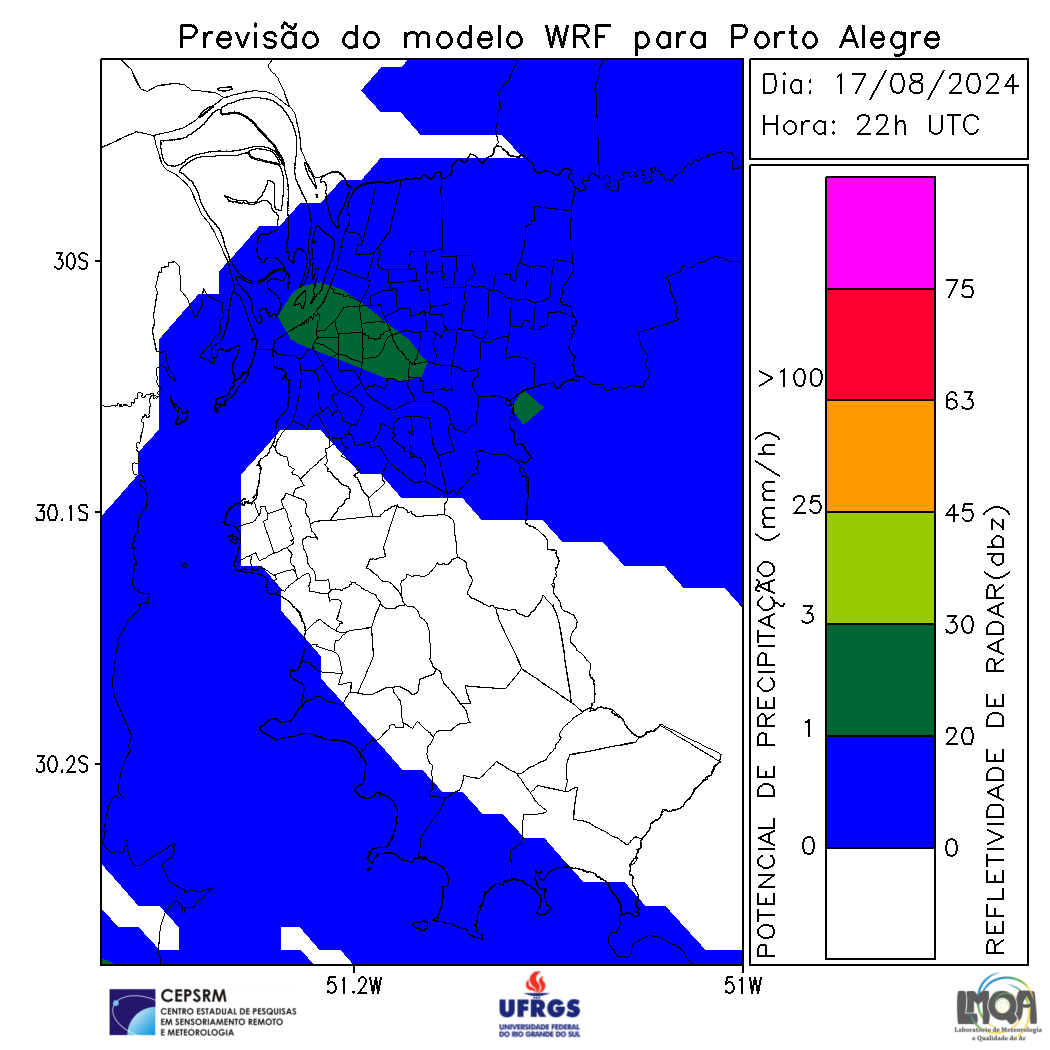 Previsão do modelo WRF para Porto Alegre
Dia: 17/08/2024
Hora: 22h UTC
30S
30.1S
30.2S
51.2W
51W
POTENCIAL DE PRECIPITAÇÃO (mm/h)
>100
25
3
1
0
75
63
45
30
20
0
REFLETIVIDADE DE RADAR(dbz)
CEPSRM
CENTRO ESTADUAL DE PESQUISAS
EM SENSORIAMENTO REMOTO
E METEOROLOGIA
UFRGS
UNIVERSIDADE FEDERAL
DO RIO GRANDE DO SUL
LMQA
Laboratório de Meteorologia
e Qualidade do Ar